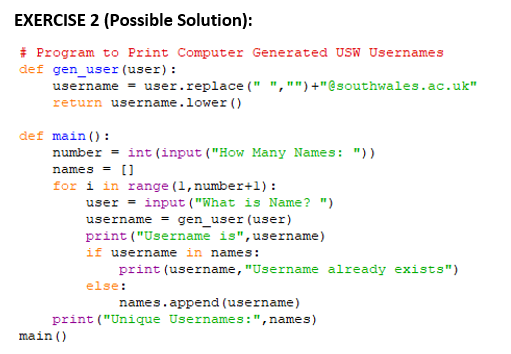 EXERCISE 2 (Possible Solution):
# Program to Print Computer Generated USW Usernames
def gen_user(user):
    username = user.replace(" ","")+"@southwales.ac.uk"
    return username.lower()

def main():
    number = int(input("How Many Names: "))
    names = []
    for i in range(1,number+1):
        user = input("What is Name? ")
        username = gen_user(user)
        print("Username is",username)
        if username in names:
            print(username,"Username already exists")
        else:
            names.append(username)
    print("Unique Usernames:",names)
main()